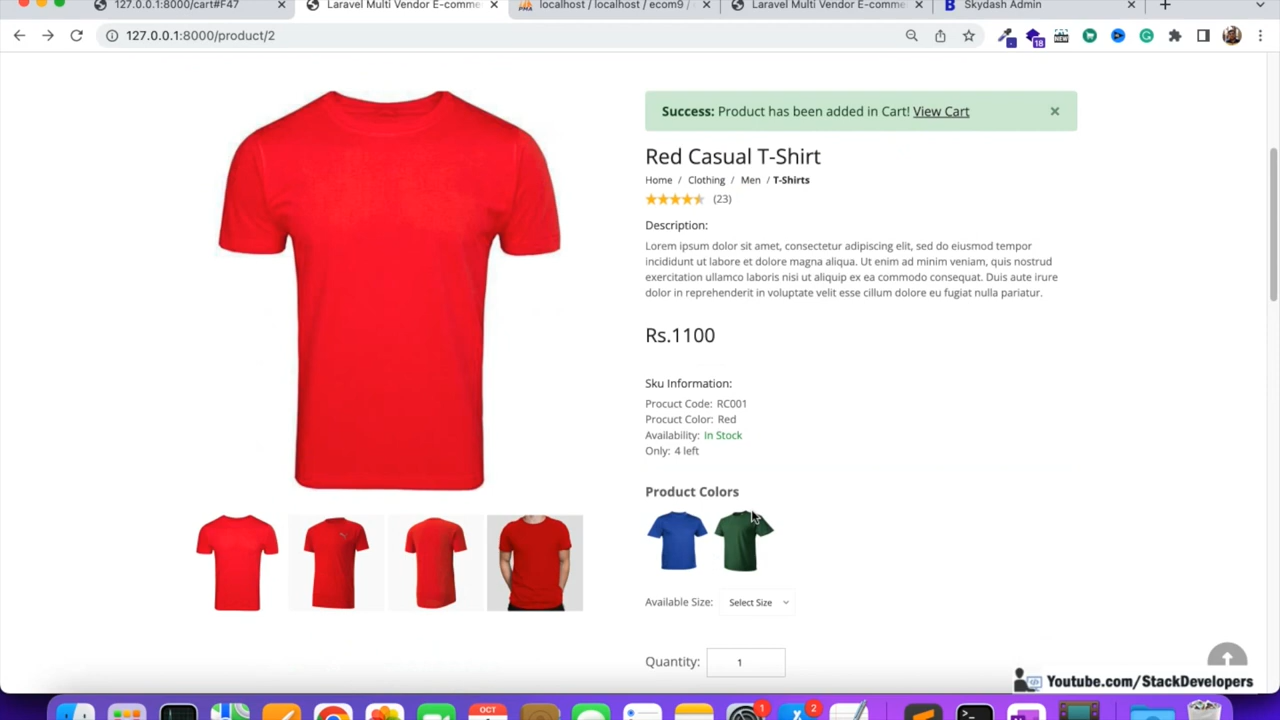 127.0.0.1:8000/cart#F47
Laravel Multi Vendor E-comme
localhost / localhost / ecom9 /
Laravel Multi Vendor E-comme
Skydash Admin
127.0.0.1:8000/product/2
18
NEW
Success: Product has been added in Cart! View Cart
Red Casual T-Shirt
Home / Clothing / Men / T-Shirts
(23)
Description:
Lorem ipsum dolor sit amet, consectetur adipiscing elit, sed do eiusmod tempor
incididunt ut labore et dolore magna aliqua. Ut enim ad minim veniam, quis nostrud
exercitation ullamco laboris nisi ut aliquip ex ea commodo consequat. Duis aute irure
dolor in reprehenderit in voluptate velit esse cillum dolore eu fugiat nulla pariatur.
Rs.1100
Sku Information:
Procuct Code: RC001
Procuct Color: Red
Availability: In Stock
Only: 4 left
Product Colors
Available Size: Select Size
Quantity: 1
Youtube.com/StackDevelopers
OCT
1
2